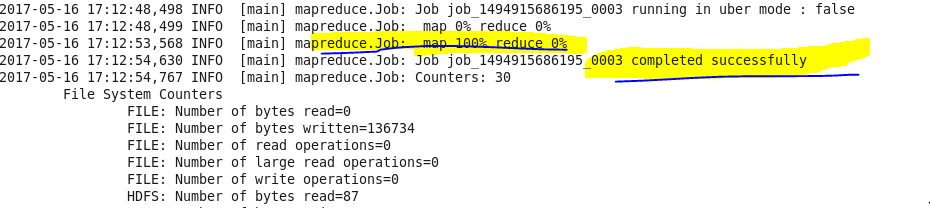 2017-05-16 17:12:48,498 INFO  [main] mapreduce.Job: Job job_1494915686195_0003 running in uber mode : false
2017-05-16 17:12:48,499 INFO  [main] mapreduce.Job:  map 0% reduce 0%
2017-05-16 17:12:53,568 INFO  [main] mapreduce.Job:  map 100% reduce 0%
2017-05-16 17:12:54,630 INFO  [main] mapreduce.Job: Job job_1494915686195_0003 completed successfully
2017-05-16 17:12:54,767 INFO  [main] mapreduce.Job: Counters: 30
File System Counters
FILE: Number of bytes read=0
FILE: Number of bytes written=136734
FILE: Number of read operations=0
FILE: Number of large read operations=0
FILE: Number of write operations=0
HDFS: Number of bytes read=87